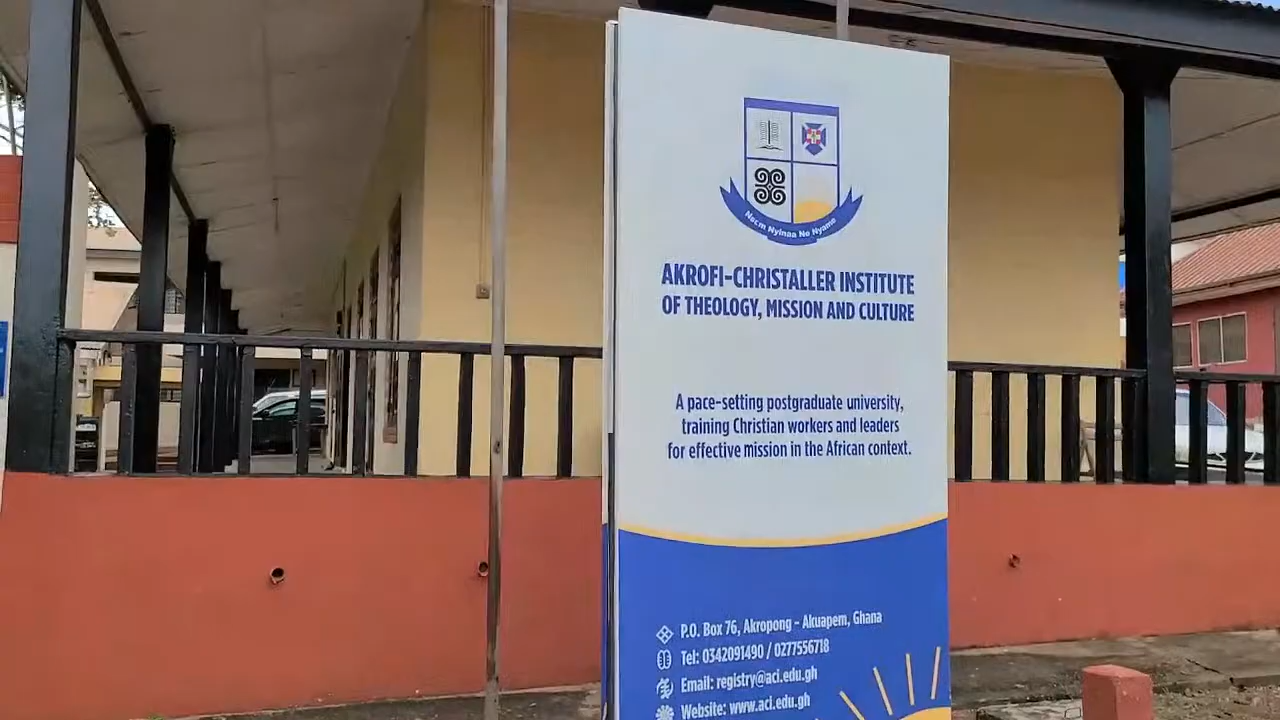 Neɛm Nyinaa Ne Nyame
AKROFI-CHRISTALLER INSTITUTE
OF THEOLOGY, MISSION AND CULTURE
A pace-setting postgraduate university,
training Christian workers and leaders
for effective mission in the African context.
P.O. Box 76, Akropong - Akuapem, Ghana
Tel: 0342091490 / 0277556718
Email: registry@aci.edu.gh
Website: www.aci.edu.gh